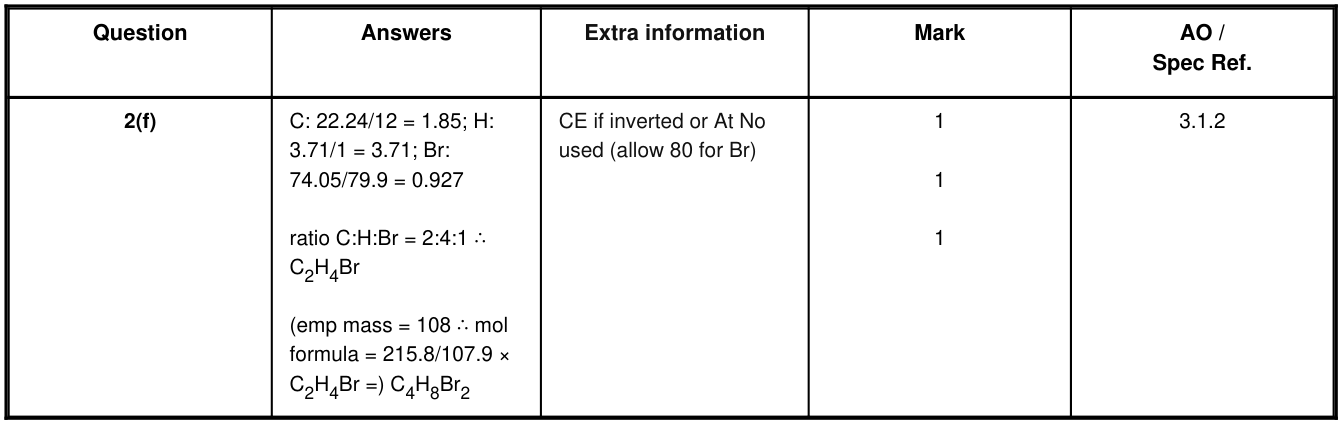 Question Answers Extra information Mark AO /
Spec Ref.
2(f) C: 22.24/12 = 1.85; H: CE if inverted or At No 1 3.1.2
3.71/1 = 3.71; Br: used (allow 80 for Br)
74.05/79.9 = 0.927 1
ratio C:H:Br = 2:4:1 ∴ 1
C₂H₄Br
(emp mass = 108 ∴ mol
formula = 215.8/107.9 ×
C₂H₄Br =) C₄H₈Br₂